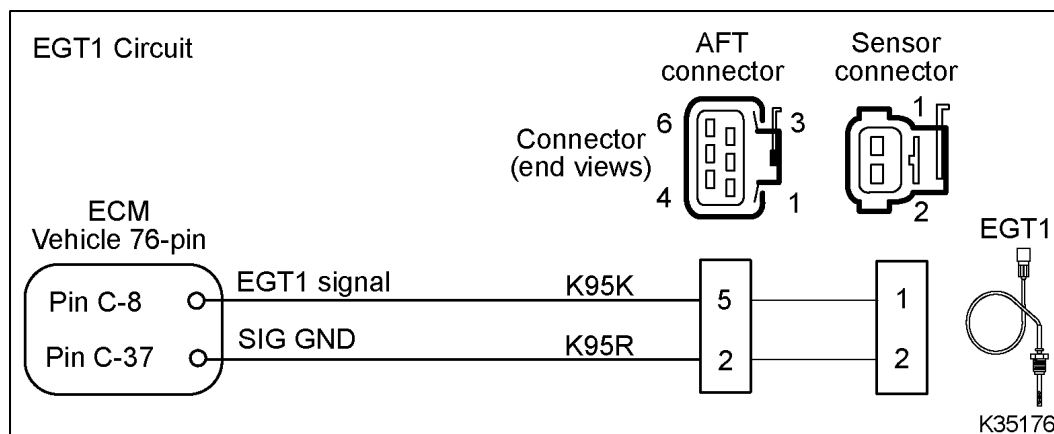 EGT1 Circuit
AFT
connector
Sensor
connector
Connector
(end views)
6
3
4
1
1
2
ECM
Vehicle 76-pin
EGT1
Pin C-8
EGT1 signal
K95K
5
1
Pin C-37
SIG GND
K95R
2
2
K35176